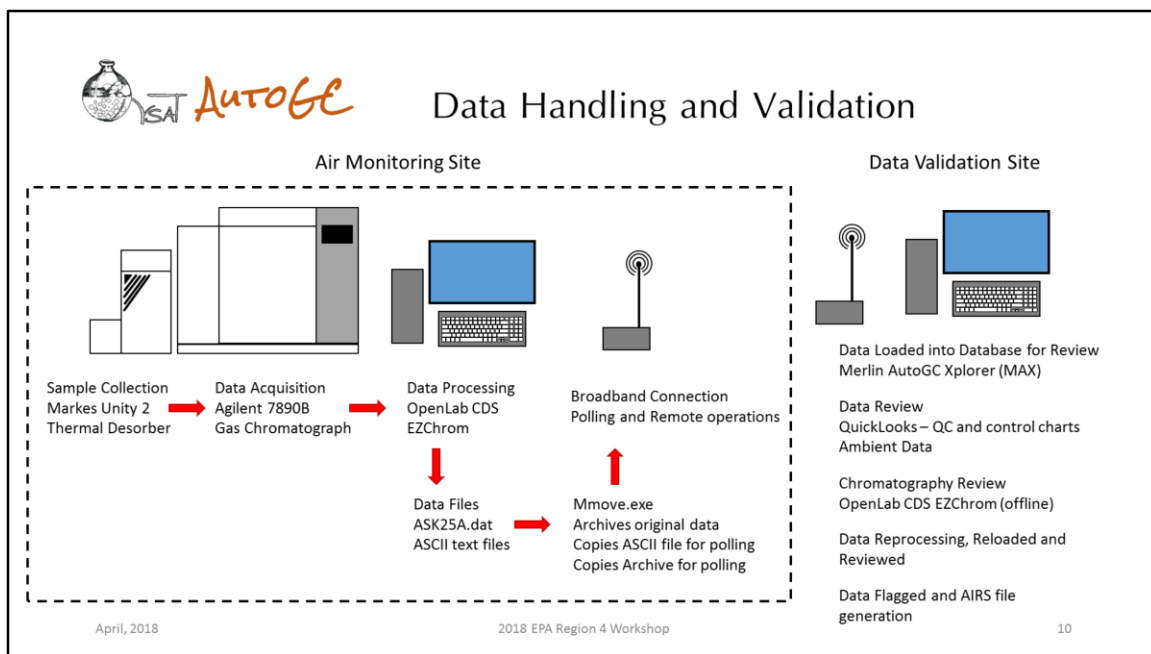 YSAT AUTOGC
Data Handling and Validation
Air Monitoring Site
Sample Collection
Markes Unity 2
Thermal Desorber
Data Acquisition
Agilent 7890B
Gas Chromatograph
Data Processing
OpenLab CDS
EZChrom
Broadband Connection
Polling and Remote operations
Data Files
ASK25A.dat
ASCII text files
Mmove.exe
Archives original data
Copies ASCII file for polling
Copies Archive for polling
Data Validation Site
Data Loaded into Database for Review
Merlin AutoGC Xplorer (MAX)
Data Review
QuickLooks – QC and control charts
Ambient Data
Chromatography Review
OpenLab CDS EZChrom (offline)
Data Reprocessing, Reloaded and
Reviewed
Data Flagged and AIRS file
generation
April, 2018
2018 EPA Region 4 Workshop
10